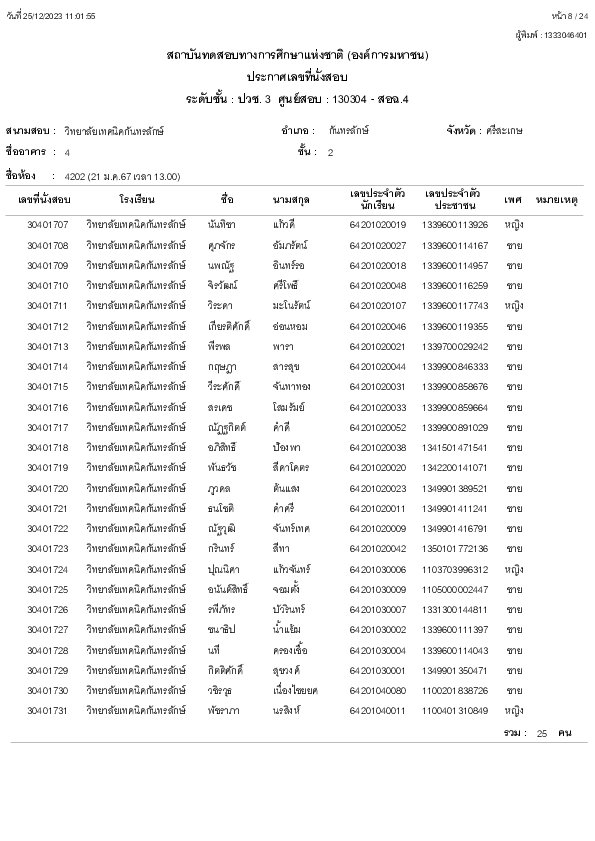 วันที่ 25/12/2023 11:01:55 หน้า 8 / 24
ผู้พิมพ์ : 1333046401
สถาบันทดสอบทางการศึกษาแห่งชาติ (องค์การมหาชน)
ประกาศเลขที่นั่งสอบ
ระดับชั้น : ปวช. 3 ศูนย์สอบ : 130304 - สอฉ.4
สนามสอบ : วิทยาลัยเทคนิคกันทรลักษ์ อำเภอ : กันทรลักษ์ จังหวัด : ศรีสะเกษ
ชื่ออาคาร : 4 ชั้น : 2
ชื่อห้อง : 4202 (21 ม.ค.67 เวลา 13.00)
เลขที่นั่งสอบ โรงเรียน ชื่อ นามสกุล เลขประจำตัวนักเรียน เลขประจำตัวประชาชน เพศ หมายเหตุ
30401707 วิทยาลัยเทคนิคกันทรลักษ์ นันทิชา แก้วดี 64201020019 1339600113926 หญิง
30401708 วิทยาลัยเทคนิคกันทรลักษ์ ศุภจักร อัมภรัตน์ 64201020027 1339600114167 ชาย
30401709 วิทยาลัยเทคนิคกันทรลักษ์ นพณัฐ อินทร์รอ 64201020018 1339600114957 ชาย
30401710 วิทยาลัยเทคนิคกันทรลักษ์ จิรวัฒน์ ศรีโพธิ์ 64201020048 1339600116259 ชาย
30401711 วิทยาลัยเทคนิคกันทรลักษ์ วิระดา มะโนรัตน์ 64201020107 1339600117743 หญิง
30401712 วิทยาลัยเทคนิคกันทรลักษ์ เกียรติศักดิ์ อ่อนหอม 64201020046 1339600119355 ชาย
30401713 วิทยาลัยเทคนิคกันทรลักษ์ พีรพล พารา 64201020021 1339700029242 ชาย
30401714 วิทยาลัยเทคนิคกันทรลักษ์ กฤษฎา สารสุข 64201020044 1339900846333 ชาย
30401715 วิทยาลัยเทคนิคกันทรลักษ์ วีระศักดิ์ จันทาทอง 64201020031 1339900858676 ชาย
30401716 วิทยาลัยเทคนิคกันทรลักษ์ สรเดช โสมรัมย์ 64201020033 1339900859664 ชาย
30401717 วิทยาลัยเทคนิคกันทรลักษ์ ณัฏฐกิตต์ คำดี 64201020052 1339900891029 ชาย
30401718 วิทยาลัยเทคนิคกันทรลักษ์ อภิสิทธิ์ ป้องพา 64201020038 1341501471541 ชาย
30401719 วิทยาลัยเทคนิคกันทรลักษ์ พันธวัช สีดาโคตร 64201020020 1342200141071 ชาย
30401720 วิทยาลัยเทคนิคกันทรลักษ์ ภูวดล ต้นแสง 64201020023 1349901389521 ชาย
30401721 วิทยาลัยเทคนิคกันทรลักษ์ ธนโชติ คำศรี 64201020011 1349901411241 ชาย
30401722 วิทยาลัยเทคนิคกันทรลักษ์ ณัฐวุฒิ จันทร์เทศ 64201020009 1349901416791 ชาย
30401723 วิทยาลัยเทคนิคกันทรลักษ์ กรินทร์ สีทา 64201020042 1350101772136 ชาย
30401724 วิทยาลัยเทคนิคกันทรลักษ์ ปุณนิศา แก้วจันทร์ 64201030006 1103703996312 หญิง
30401725 วิทยาลัยเทคนิคกันทรลักษ์ อนันต์สิทธิ์ จอมตั้ง 64201030009 1105000002447 ชาย
30401726 วิทยาลัยเทคนิคกันทรลักษ์ รพีภัทร บัวรินทร์ 64201030007 1331300144811 ชาย
30401727 วิทยาลัยเทคนิคกันทรลักษ์ ชนาธิป น้ำแย้ม 64201030002 1339600111397 ชาย
30401728 วิทยาลัยเทคนิคกันทรลักษ์ นที ครองเชื้อ 64201030004 1339600114043 ชาย
30401729 วิทยาลัยเทคนิคกันทรลักษ์ กิตติศักดิ์ สุขวงศ์ 64201030001 1349901350471 ชาย
30401730 วิทยาลัยเทคนิคกันทรลักษ์ วชิรวุธ เนื่องไชยยศ 64201040080 1100201838726 ชาย
30401731 วิทยาลัยเทคนิคกันทรลักษ์ พัชราภา นรสิงห์ 64201040011 1100401310849 หญิง
รวม : 25 คน